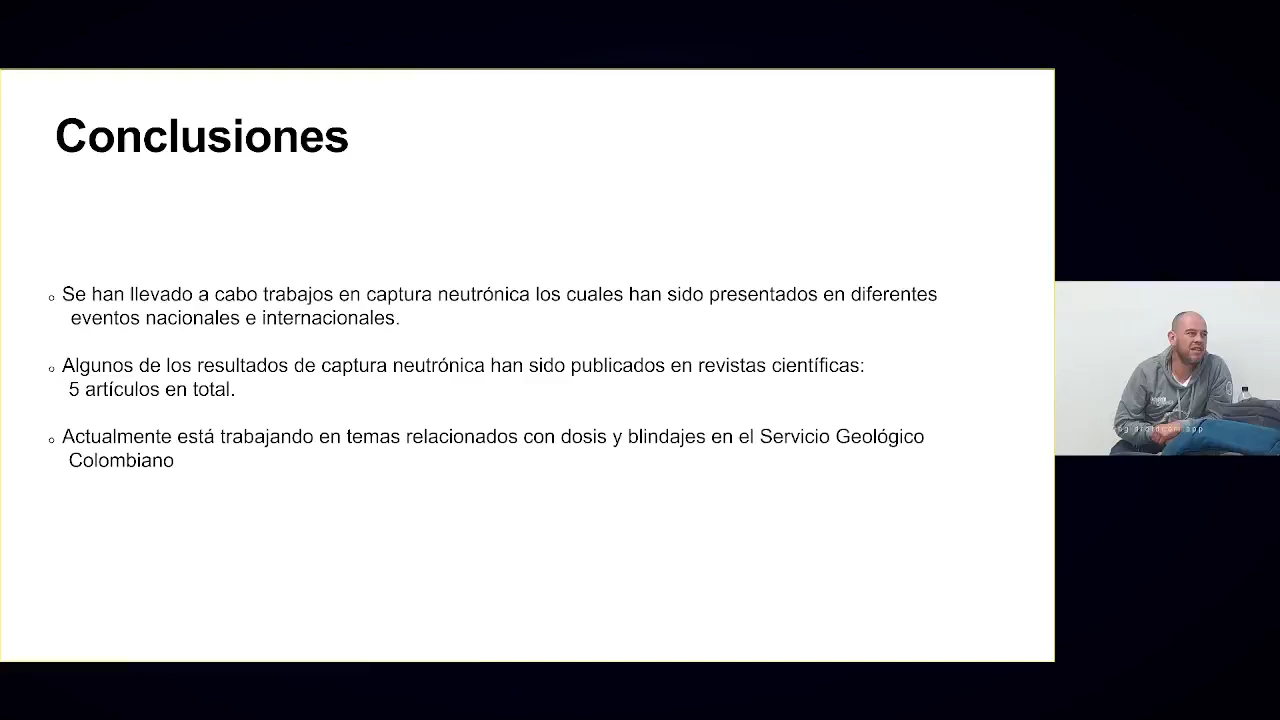 Conclusiones
Se han llevado a cabo trabajos en captura neutrónica los cuales han sido presentados en diferentes
eventos nacionales e internacionales.
Algunos de los resultados de captura neutrónica han sido publicados en revistas científicas:
5 artículos en total.
Actualmente está trabajando en temas relacionados con dosis y blindajes en el Servicio Geológico
Colombiano